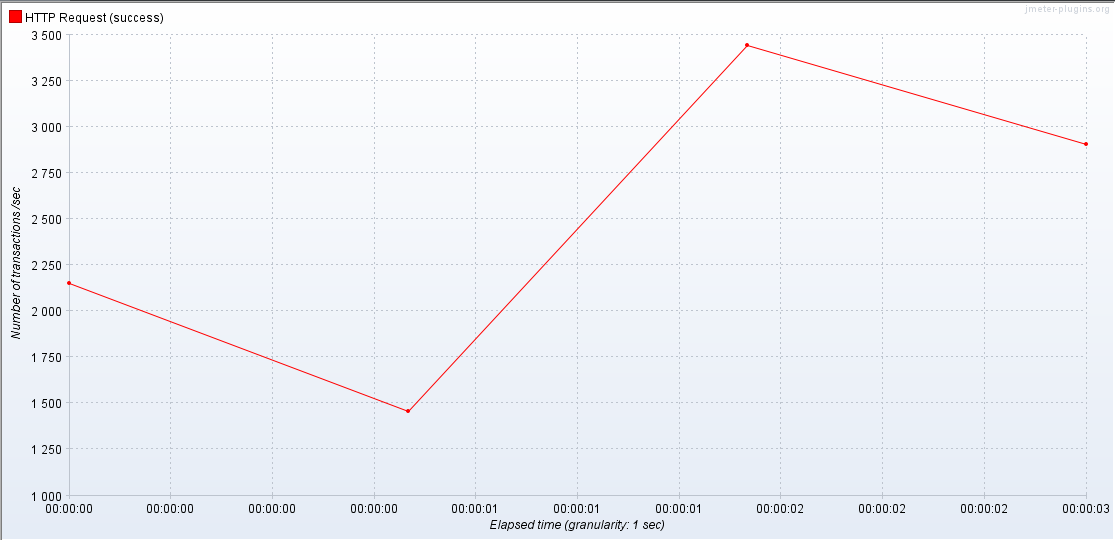 jmeter-plugins.org
HTTP Request (success)
3 500
3 250
3 000
2 750
2 500
2 250
2 000
1 750
1 500
1 250
1 000
Number of transactions /sec
00:00:00 00:00:00 00:00:00 00:00:00 00:00:01 00:00:01 00:00:01 00:00:02 00:00:02 00:00:02 00:00:03
Elapsed time (granularity: 1 sec)